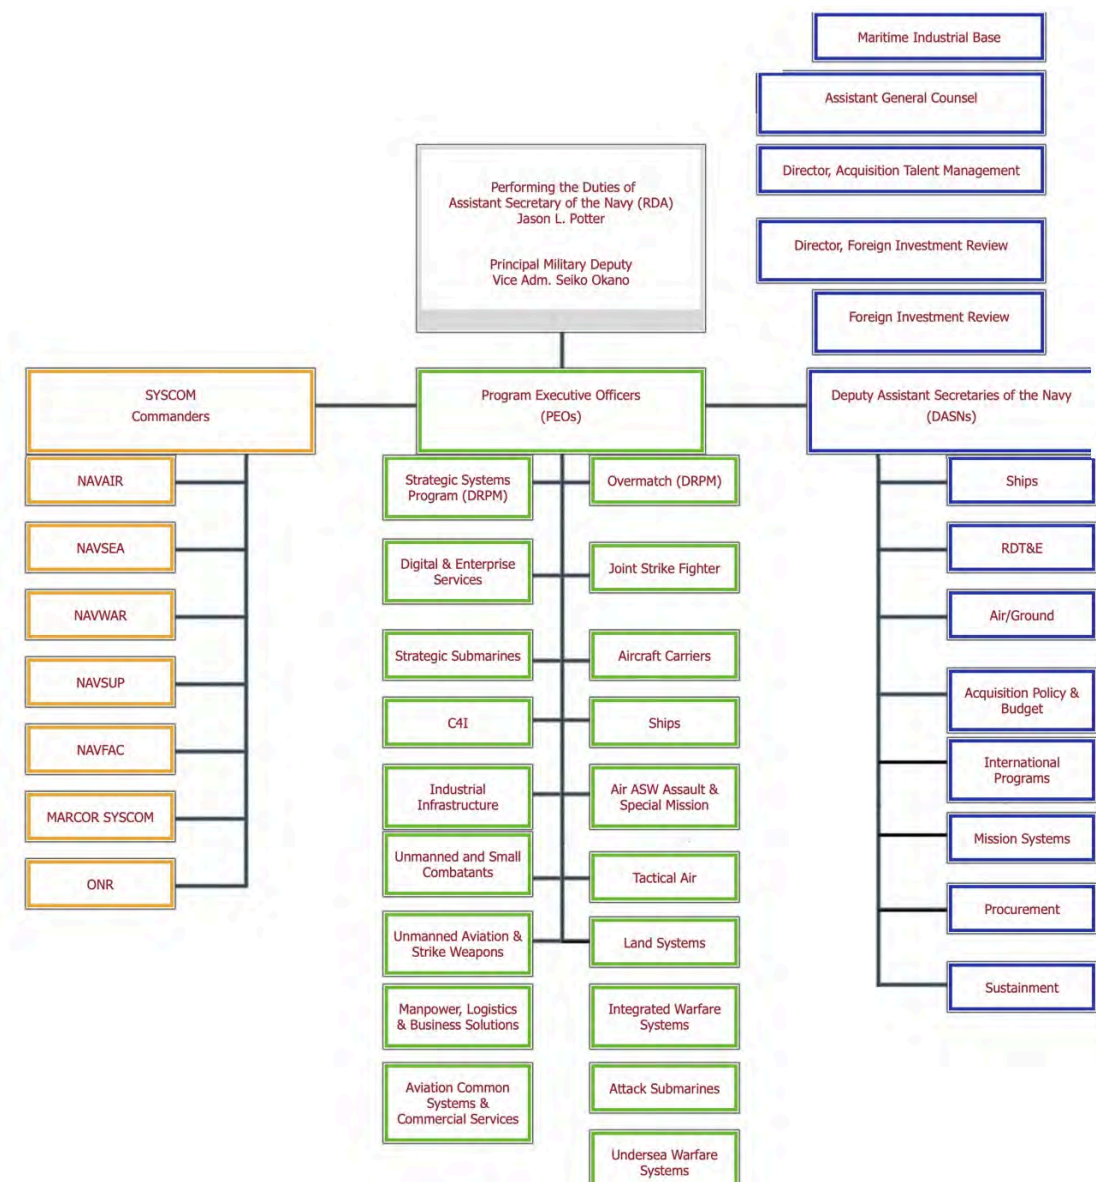 Maritime Industrial Base
Assistant General Counsel
Director, Acquisition Talent Management
Director, Foreign Investment Review
Foreign Investment Review
Performing the Duties of
Assistant Secretary of the Navy (RDA)
Jason L. Potter
Principal Military Deputy
Vice Adm. Seiko Okano
SYSCOM
Commanders
NAVAIR
NAVSEA
NAVWAR
NAVSUP
NAVFAC
MARCOR SYSCOM
ONR
Program Executive Officers
(PEOs)
Strategic Systems
Program (DRPM)
Digital & Enterprise
Services
Strategic Submarines
C4I
Industrial
Infrastructure
Unmanned and Small
Combatants
Unmanned Aviation &
Strike Weapons
Manpower, Logistics
& Business Solutions
Aviation Common
Systems &
Commercial Services
Overmatch (DRPM)
Joint Strike Fighter
Aircraft Carriers
Ships
Air ASW Assault &
Special Mission
Tactical Air
Land Systems
Integrated Warfare
Systems
Attack Submarines
Undersea Warfare
Systems
Deputy Assistant Secretaries of the Navy
(DASNs)
Ships
RDT&E
Air/Ground
Acquisition Policy &
Budget
International
Programs
Mission Systems
Procurement
Sustainment